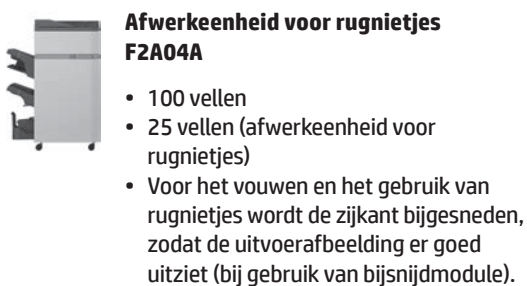 Afwerkeenheid voor rugnietjes
F2A04A
• 100 vellen
• 25 vellen (afwerkeenheid voor
rugnietjes)
• Voor het vouwen en het gebruik van
rugnietjes wordt de zijkant bijgesneden,
zodat de uitvoerafbeelding er goed
uitziet (bij gebruik van bijsnijdmodule).